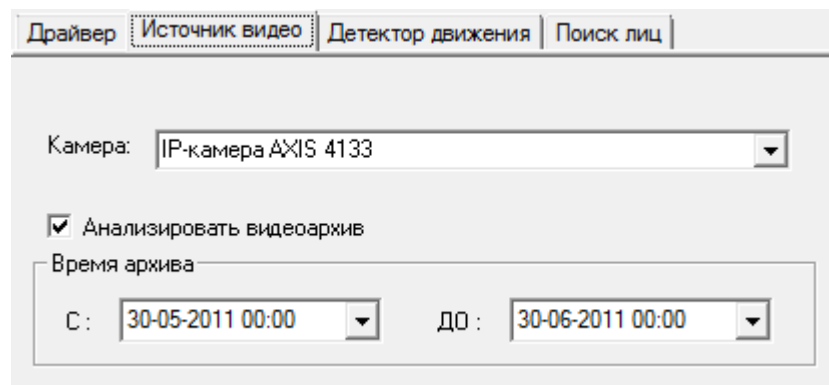 Драйвер Источник видео Детектор движения Поиск лиц
Камера: IP-камера AXIS 4133
Анализировать видеоархив
Время архива
С : 30-05-2011 00:00 ДО : 30-06-2011 00:00